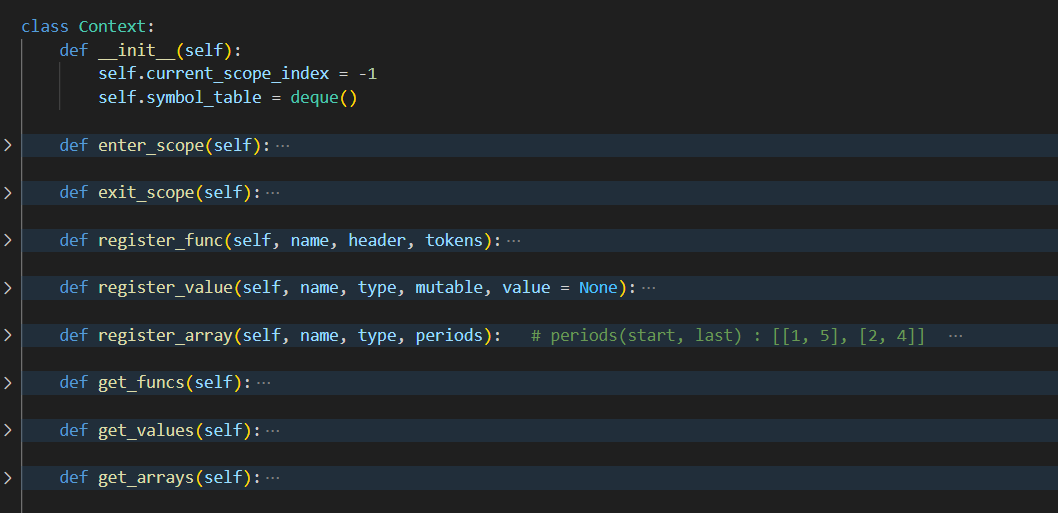 class Context:
    def __init__(self):
        self.current_scope_index = -1
        self.symbol_table = deque()
    def enter_scope(self): ···
    def exit_scope(self): ···
    def register_func(self, name, header, tokens): ···
    def register_value(self, name, type, mutable, value = None): ···
    def register_array(self, name, type, periods):   # periods(start, last) : [[1, 5], [2, 4]]  ···
    def get_funcs(self): ···
    def get_values(self): ···
    def get_arrays(self): ···